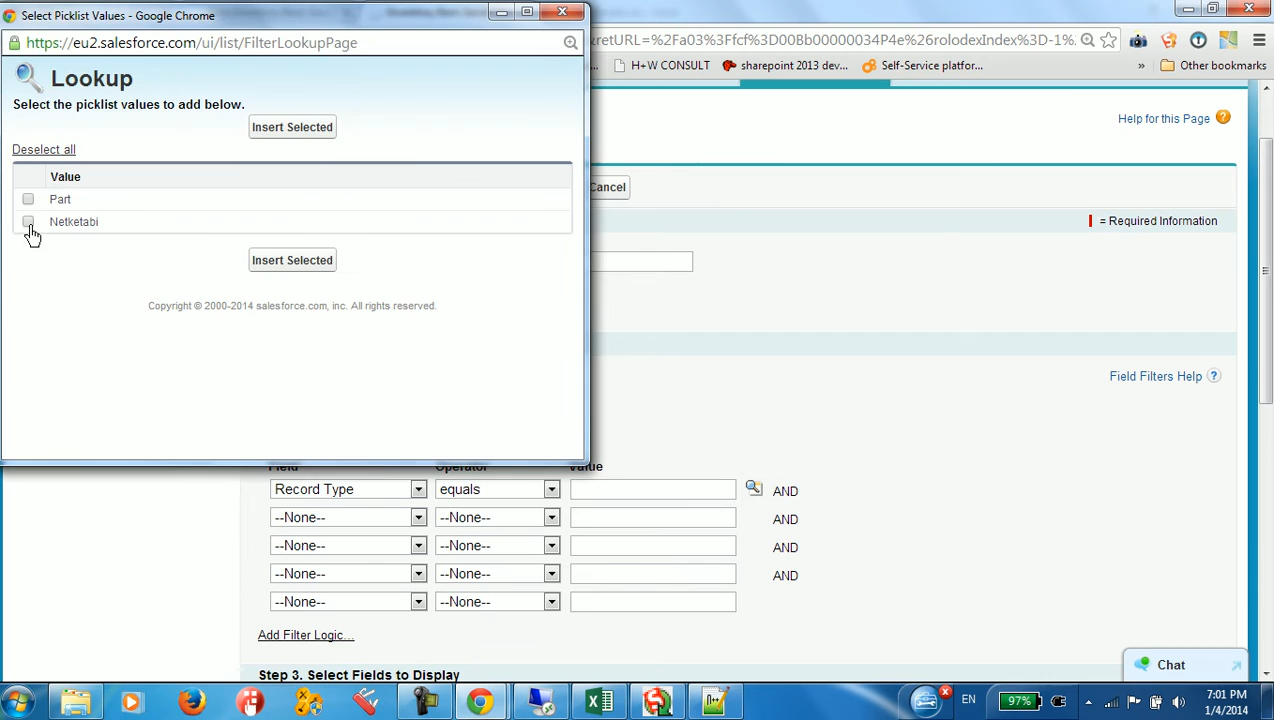 Select Picklist Values - Google Chrome
https://eu2.salesforce.com/ui/list/FilterLookupPage
&retURL=%2Fa03%3Ffcf%3D00Bb0000034P4e%26rolodexIndex%3D-1%
H+W CONSULT
sharepoint 2013 dev...
Self-Service platfor...
»
Other bookmarks
Lookup
Select the picklist values to add below.
Insert Selected
Deselect all
Value
Part
Netketabi
Insert Selected
Copyright © 2000-2014 salesforce.com, inc. All rights reserved.
Help for this Page
Cancel
= Required Information
Field Filters Help
Field Operator Value
Record Type equals AND
--None-- --None-- AND
--None-- --None-- AND
--None-- --None-- AND
--None-- --None--
Add Filter Logic...
Step 3. Select Fields to Display
Chat
97%
EN
7:01 PM
1/4/2014